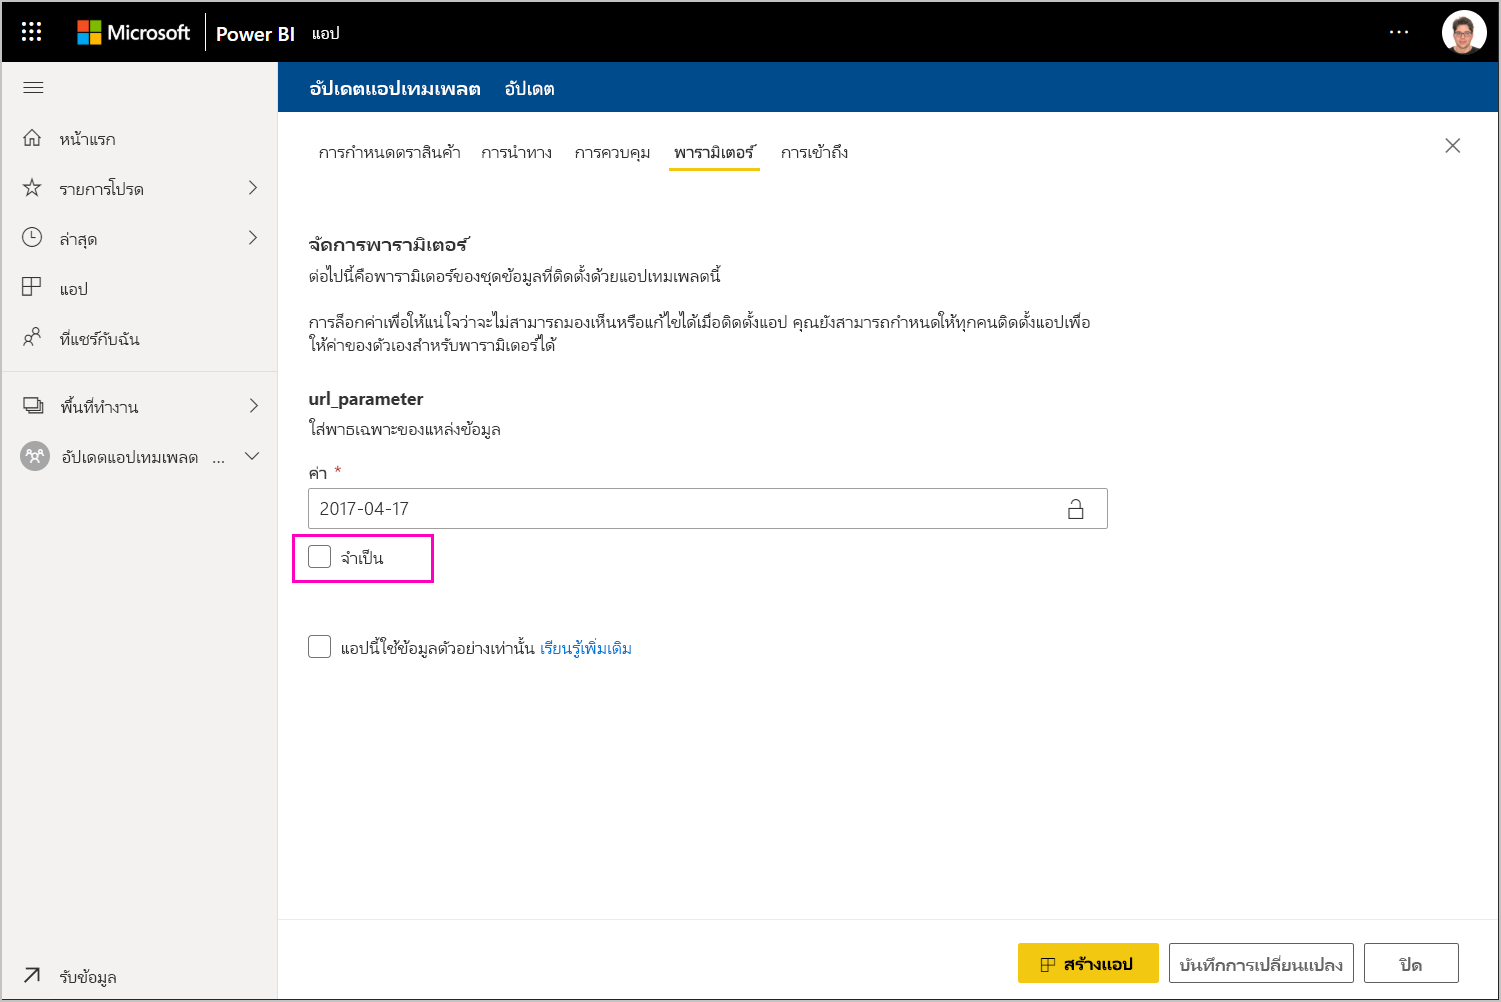 Microsoft Power BI แอป
อัปเดตแอปเทมเพลต อัปเดต
การกำหนดตราสินค้า การนำทาง การควบคุม พารามิเตอร์ การเข้าถึง
หน้าแรก
รายการโปรด
ล่าสุด
แอป
ที่แชร์กับฉัน
พื้นที่ทำงาน
อัปเดตแอปเทมเพลต ...
รับข้อมูล
จัดการพารามิเตอร์
ต่อไปนี้คือพารามิเตอร์ของชุดข้อมูลที่ติดตั้งด้วยแอปเทมเพลตนี้
การล็อกค่าเพื่อให้แน่ใจว่าจะไม่สามารถมองเห็นหรือแก้ไขได้เมื่อติดตั้งแอป คุณยังสามารถกำหนดให้ทุกคนติดตั้งแอปเพื่อ
ให้ค่าของตัวเองสำหรับพารามิเตอร์ได้
url_parameter
ใส่พาธเฉพาะของแหล่งข้อมูล
ค่า *
2017-04-17
จำเป็น
แอปนี้ใช้ข้อมูลตัวอย่างเท่านั้น เรียนรู้เพิ่มเติม
สร้างแอป บันทึกการเปลี่ยนแปลง ปิด